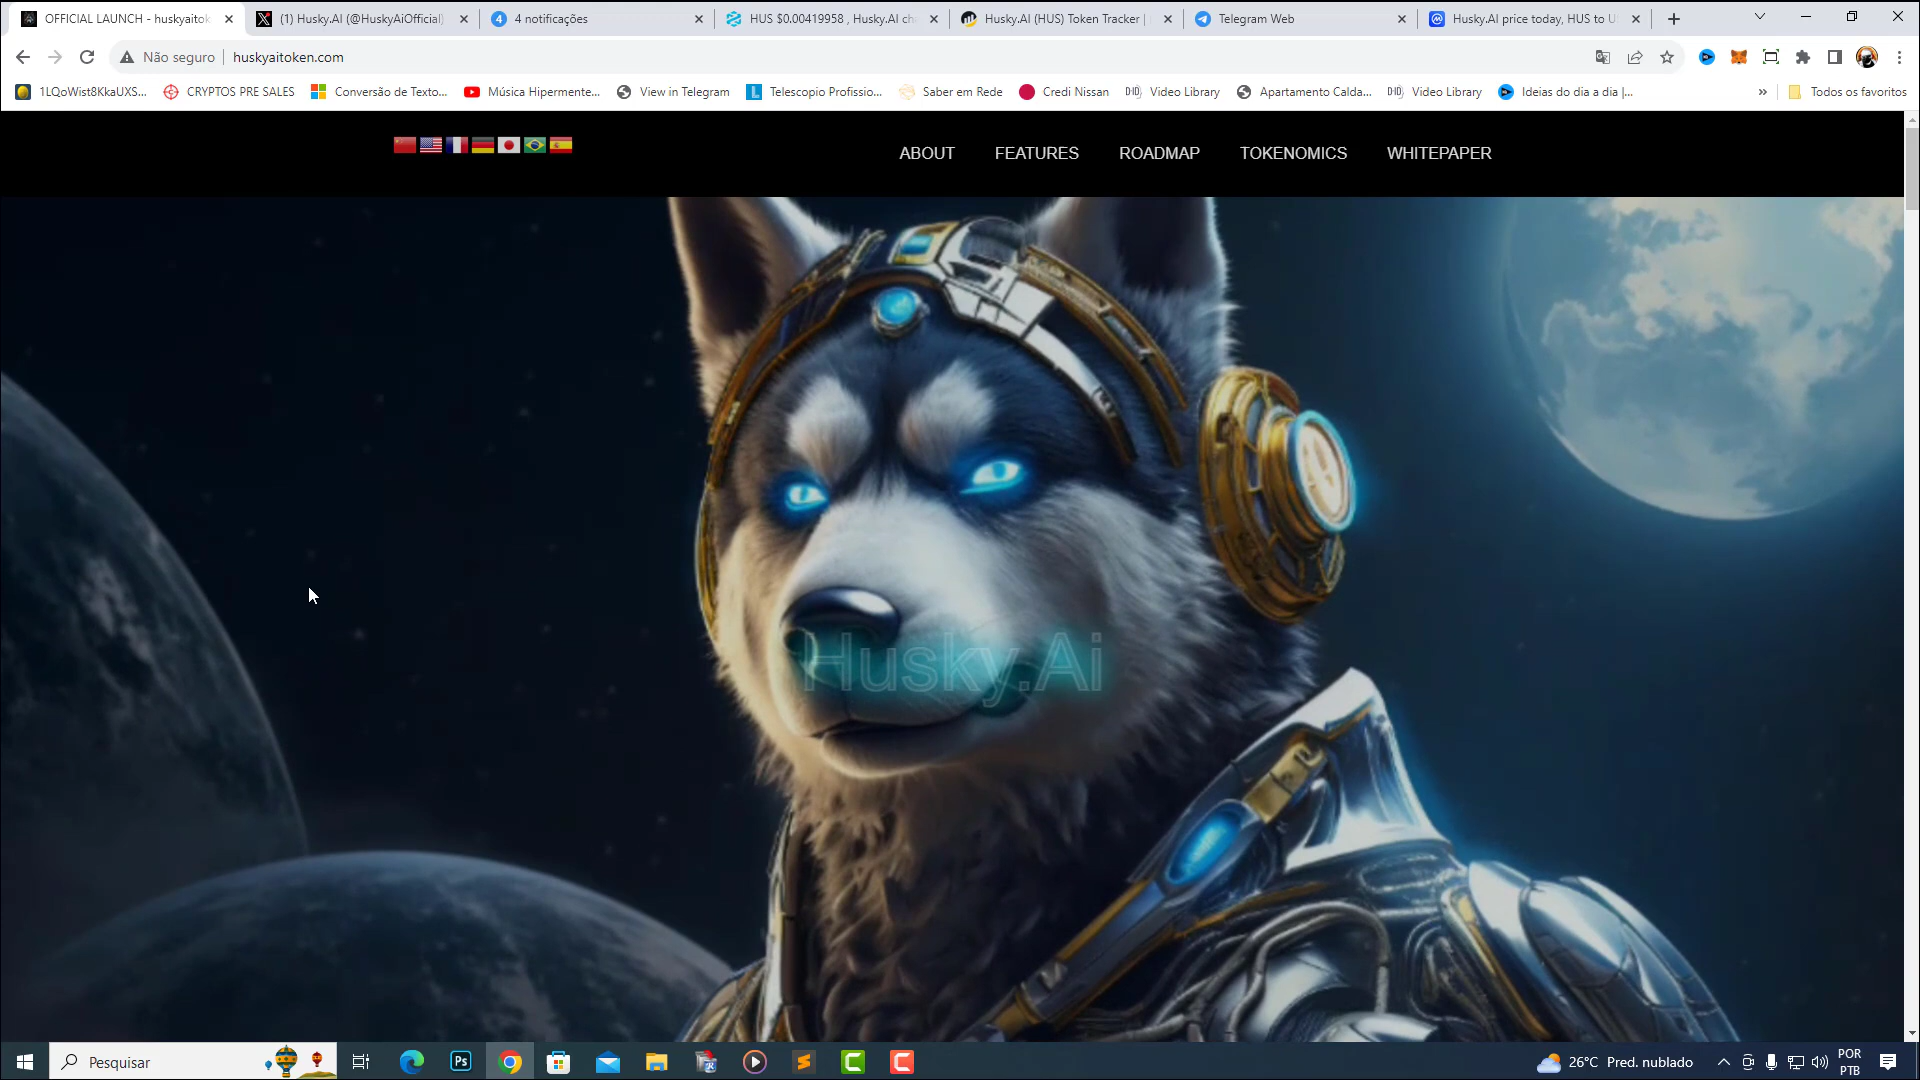 OFFICIAL LAUNCH - huskyaitok
(1) Husky.AI (@HuskyAiOfficial)
4 notificações
HUS $0.00419958 , Husky.AI ch
Husky.AI (HUS) Token Tracker |
Telegram Web
Husky.AI price today, HUS to U
Não seguro
huskyaitoken.com
1LQoWist8KkaUXS...
CRYPTOS PRE SALES
Conversão de Texto...
Música Hipermente...
View in Telegram
Telescopio Profissio...
Saber em Rede
Credi Nissan
Video Library
Apartamento Calda...
Video Library
Ideias do dia a dia |...
»
Todos os favoritos
ABOUT
FEATURES
ROADMAP
TOKENOMICS
WHITEPAPER
Husky.Ai
Pesquisar
Ps
26°C Pred. nublado
POR
PTB